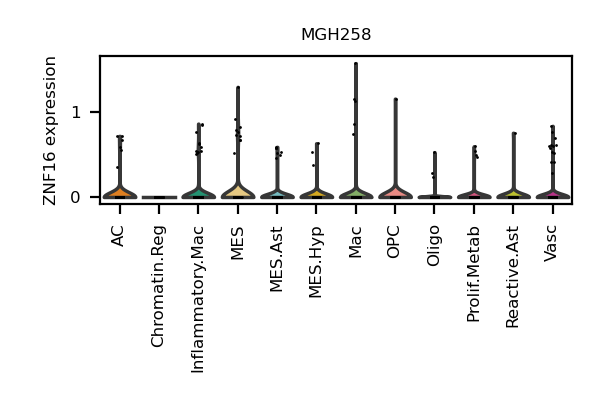 MGH258
ZNF16 expression
1
0
AC
Chromatin.Reg
Inflammatory.Mac
MES
MES.Ast
MES.Hyp
Mac
OPC
Oligo
Prolif.Metab
Reactive.Ast
Vasc